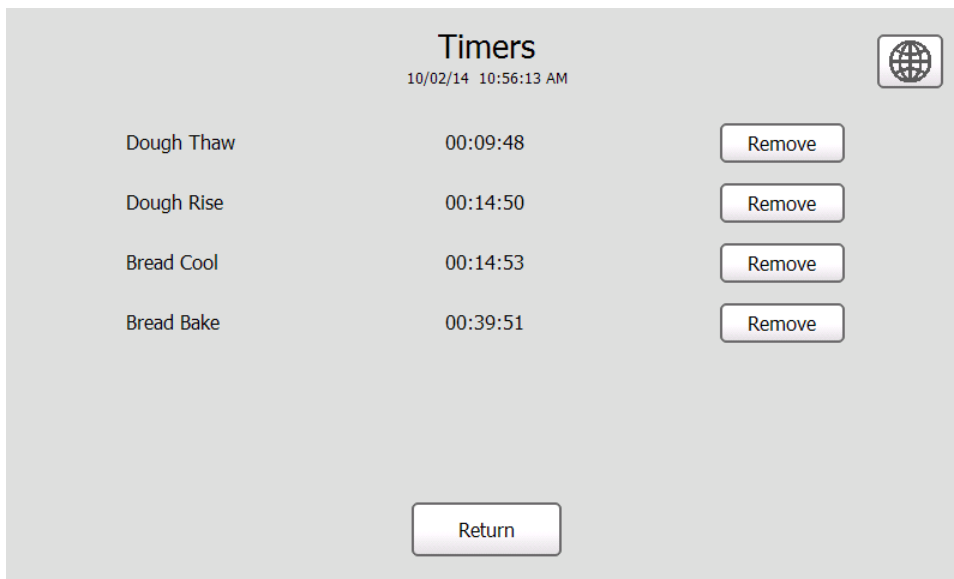 Timers
10/02/14 10:56:13 AM
Dough Thaw 00:09:48 Remove
Dough Rise 00:14:50 Remove
Bread Cool 00:14:53 Remove
Bread Bake 00:39:51 Remove
Return